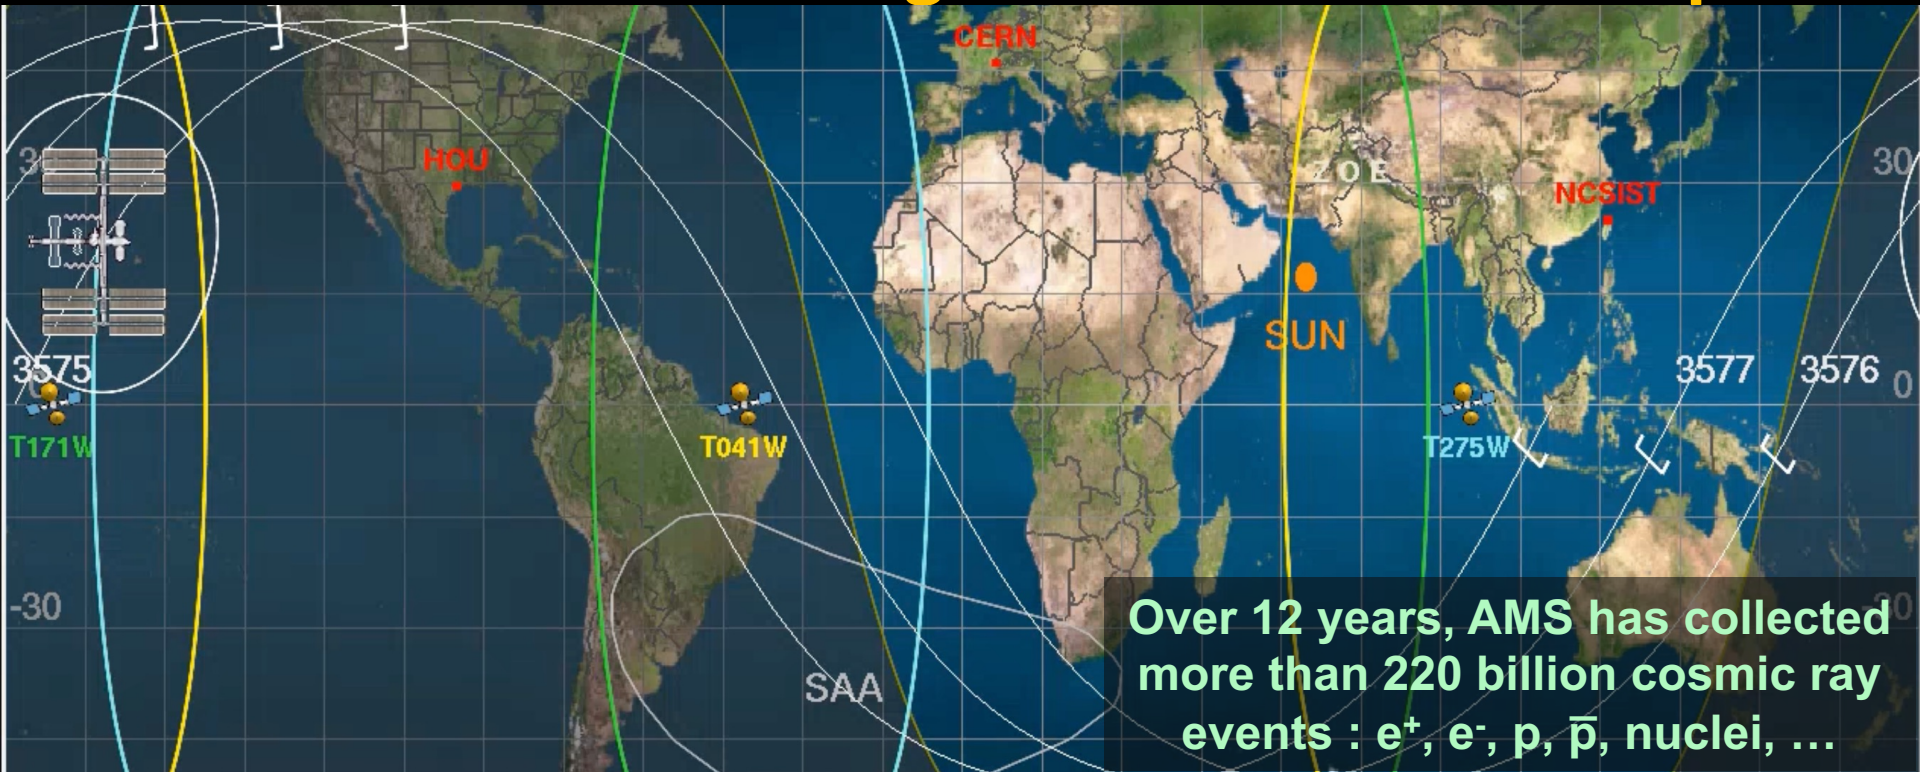 CERN
HOU
Z O E
30
30
NCSIST
SUN
3575
3577
3576
0
T171W
T041W
T275W
-30
-30
SAA
Over 12 years, AMS has collected
more than 220 billion cosmic ray
events : e⁺, e⁻, p, p̅, nuclei, …